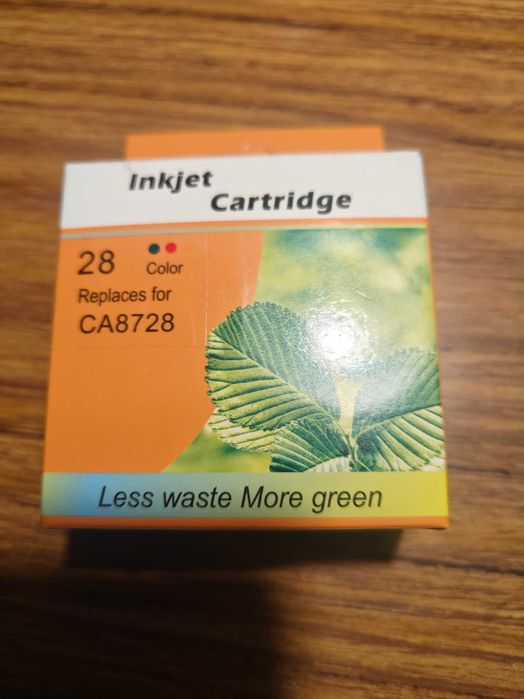 Inkjet
Cartridge
28
Color
Replaces for
CA8728
Less waste More green